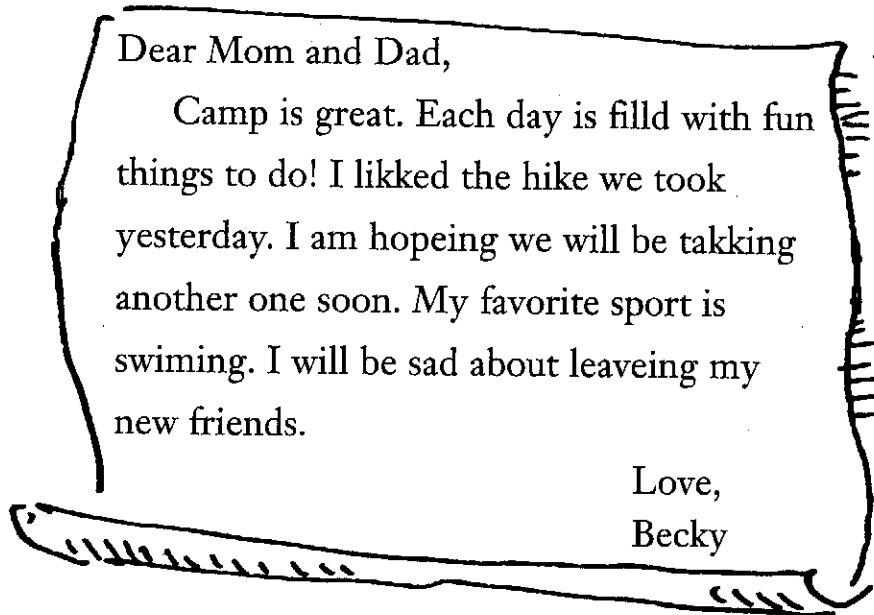 Dear Mom and Dad,
Camp is great. Each day is filld with fun
things to do! I likked the hike we took
yesterday. I am hopeing we will be takking
another one soon. My favorite sport is
swiming. I will be sad about leaveing my
new friends.
Love,
Becky